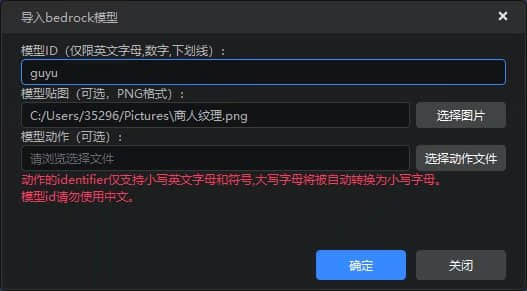 导入bedrock模型
模型ID（仅限英文字母,数字,下划线）:
guyu
模型贴图（可选，PNG格式）:
C:/Users/35296/Pictures\商人纹理.png
选择图片
模型动作（可选）:
请浏览选择文件
选择动作文件
动作的identifier仅支持小写英文字母和符号,大写字母将被自动转换为小写字母。
模型id请勿使用中文。
确定
关闭